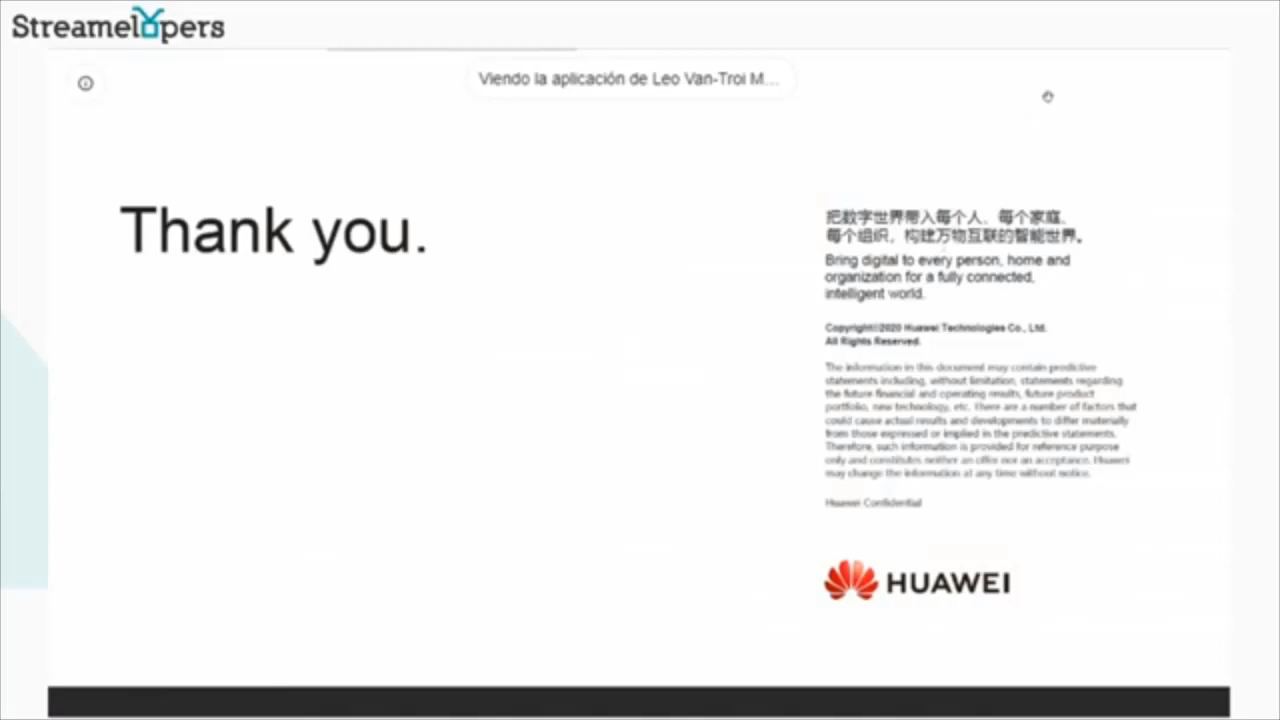 Streamelopers
Viendo la aplicación de Leo Van-Troi M...
Thank you.
把数字世界带入每个人、每个家庭、
每个组织，构建万物互联的智能世界。
Bring digital to every person, home and
organization for a fully connected,
intelligent world.
Copyright©2020 Huawei Technologies Co., Ltd.
All Rights Reserved.
The information in this document may contain predictive
statements including, without limitation, statements regarding
the future financial and operating results, future product
portfolio, new technology, etc. There are a number of factors that
could cause actual results and developments to differ materially
from those expressed or implied in the predictive statements.
Therefore, such information is provided for reference purpose
only and constitutes neither an offer nor an acceptance. Huawei
may change the information at any time without notice.
Huawei Confidential
HUAWEI